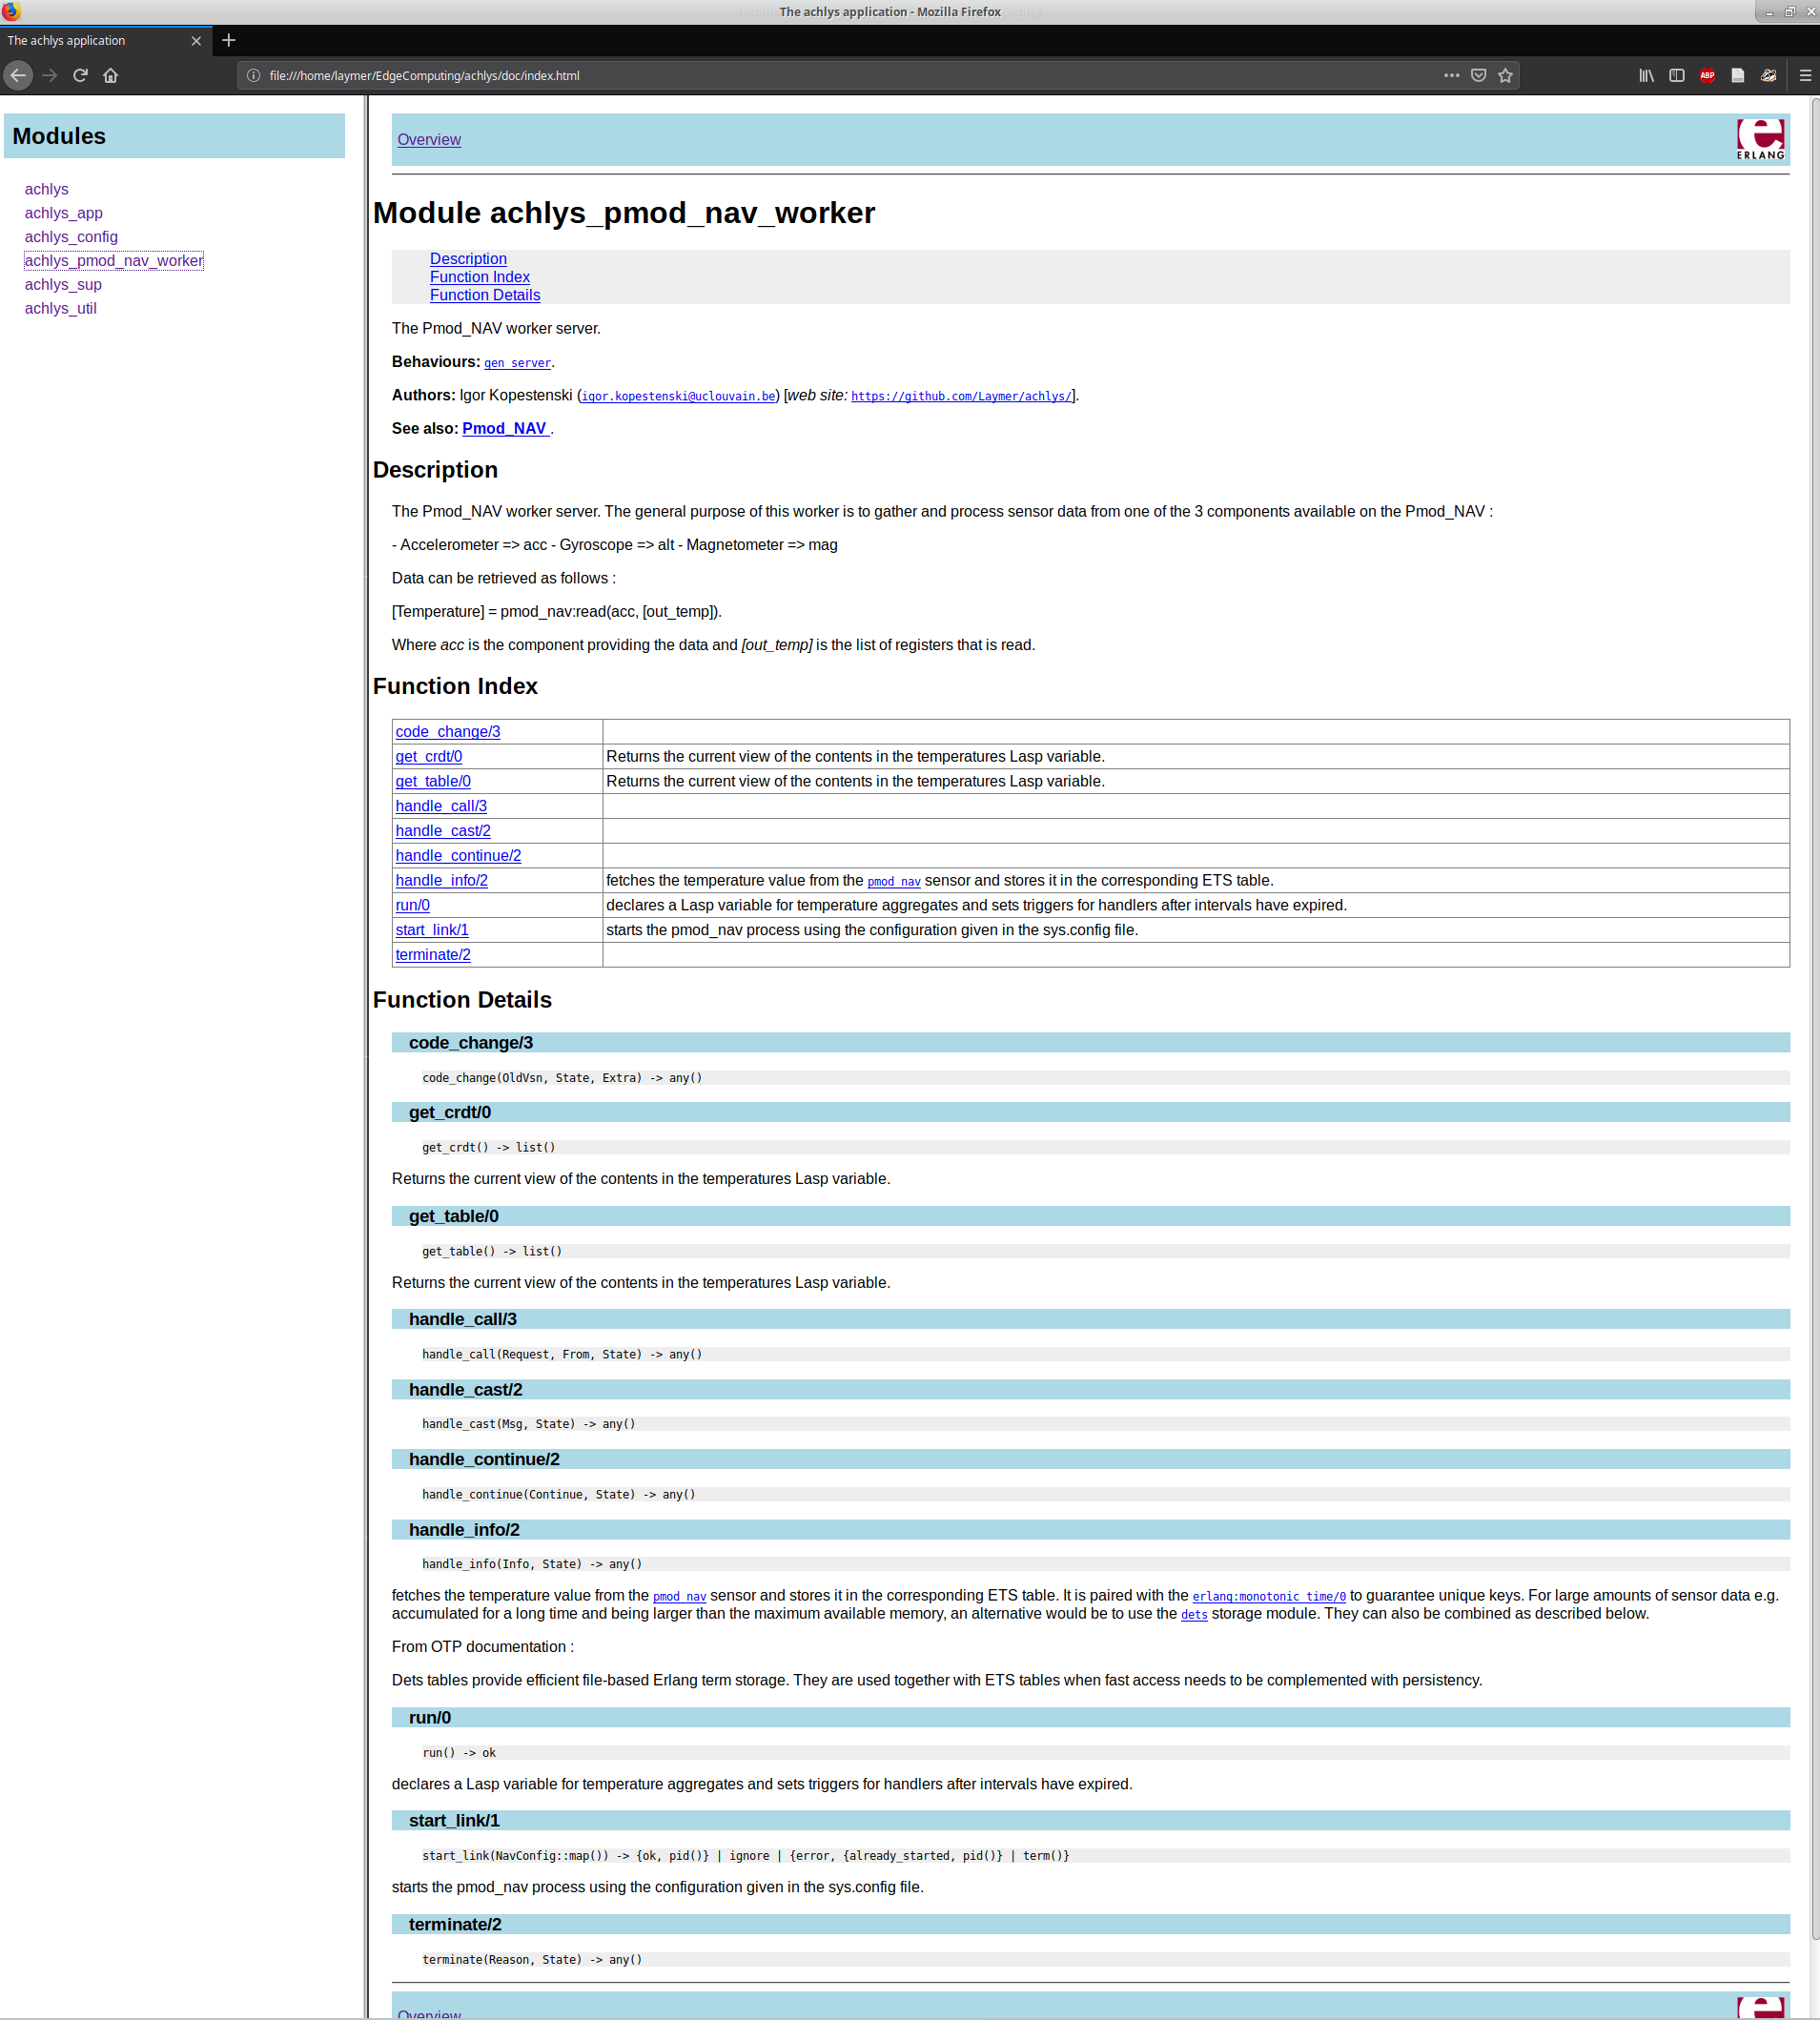 The achlys application - Mozilla Firefox
The achlys application
file:///home/laymer/EdgeComputing/achlys/doc/index.html
ABP
Modules
achlys
achlys_app
achlys_config
achlys_pmod_nav_worker
achlys_sup
achlys_util
Overview
ERLANG
Module achlys_pmod_nav_worker
Description
Function Index
Function Details
The Pmod_NAV worker server.
Behaviours: gen_server.
Authors: Igor Kopestenski (igor.kopestenski@uclouvain.be) [web site: https://github.com/Laymer/achlys/].
See also: Pmod_NAV .
Description
The Pmod_NAV worker server. The general purpose of this worker is to gather and process sensor data from one of the 3 components available on the Pmod_NAV :
- Accelerometer => acc - Gyroscope => alt - Magnetometer => mag
Data can be retrieved as follows :
[Temperature] = pmod_nav:read(acc, [out_temp]).
Where acc is the component providing the data and [out_temp] is the list of registers that is read.
Function Index
code_change/3
get_crdt/0 Returns the current view of the contents in the temperatures Lasp variable.
get_table/0 Returns the current view of the contents in the temperatures Lasp variable.
handle_call/3
handle_cast/2
handle_continue/2
handle_info/2 fetches the temperature value from the pmod_nav sensor and stores it in the corresponding ETS table.
run/0 declares a Lasp variable for temperature aggregates and sets triggers for handlers after intervals have expired.
start_link/1 starts the pmod_nav process using the configuration given in the sys.config file.
terminate/2
Function Details
code_change/3
code_change(OldVsn, State, Extra) -> any()
get_crdt/0
get_crdt() -> list()
Returns the current view of the contents in the temperatures Lasp variable.
get_table/0
get_table() -> list()
Returns the current view of the contents in the temperatures Lasp variable.
handle_call/3
handle_call(Request, From, State) -> any()
handle_cast/2
handle_cast(Msg, State) -> any()
handle_continue/2
handle_continue(Continue, State) -> any()
handle_info/2
handle_info(Info, State) -> any()
fetches the temperature value from the pmod_nav sensor and stores it in the corresponding ETS table. It is paired with the erlang:monotonic_time/0 to guarantee unique keys. For large amounts of sensor data e.g.
accumulated for a long time and being larger than the maximum available memory, an alternative would be to use the dets storage module. They can also be combined as described below.
From OTP documentation :
Dets tables provide efficient file-based Erlang term storage. They are used together with ETS tables when fast access needs to be complemented with persistency.
run/0
run() -> ok
declares a Lasp variable for temperature aggregates and sets triggers for handlers after intervals have expired.
start_link/1
start_link(NavConfig::map()) -> {ok, pid()} | ignore | {error, {already_started, pid()} | term()}
starts the pmod_nav process using the configuration given in the sys.config file.
terminate/2
terminate(Reason, State) -> any()
Overview